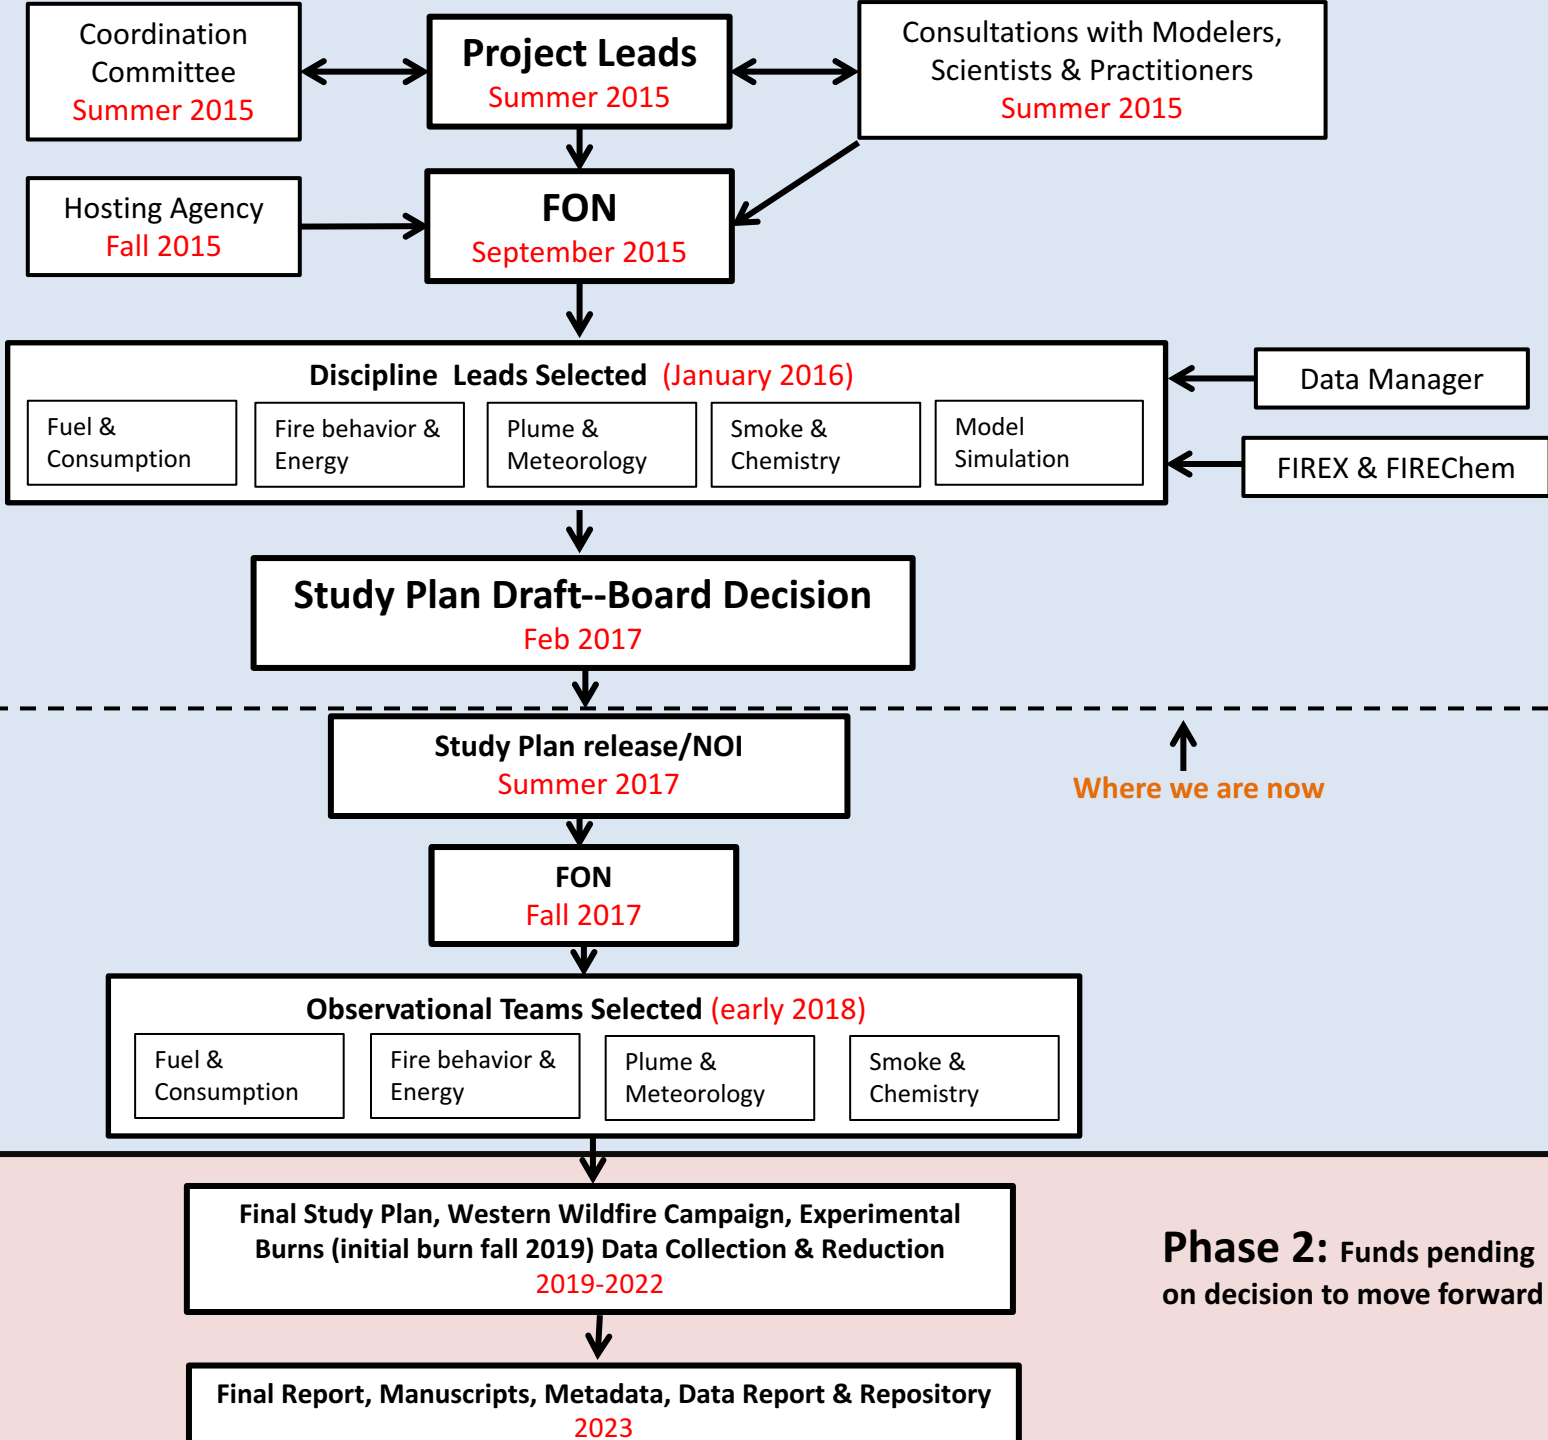 Coordination
Committee
Summer 2015
Project Leads
Summer 2015
Consultations with Modelers,
Scientists & Practitioners
Summer 2015
Hosting Agency
Fall 2015
FON
September 2015
Discipline Leads Selected (January 2016)
Fuel &
Consumption
Fire behavior &
Energy
Plume &
Meteorology
Smoke &
Chemistry
Model
Simulation
Data Manager
FIREX & FIREChem
Study Plan Draft--Board Decision
Feb 2017
Study Plan release/NOI
Summer 2017
Where we are now
FON
Fall 2017
Observational Teams Selected (early 2018)
Fuel &
Consumption
Fire behavior &
Energy
Plume &
Meteorology
Smoke &
Chemistry
Final Study Plan, Western Wildfire Campaign, Experimental
Burns (initial burn fall 2019) Data Collection & Reduction
2019-2022
Phase 2: Funds pending
on decision to move forward
Final Report, Manuscripts, Metadata, Data Report & Repository
2023